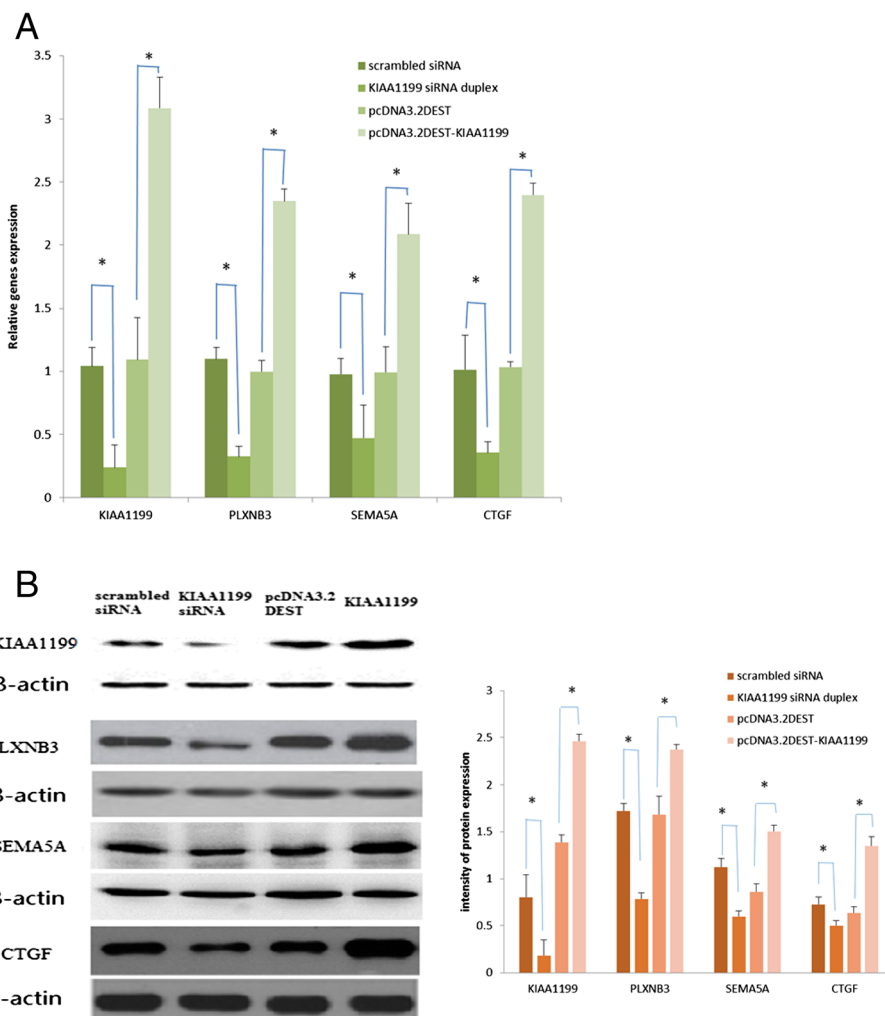 A
3.5
3
2.5
2
1.5
1
0.5
0
Relative genes expression
scrambled siRNA
KIAA1199 siRNA duplex
pcDNA3.2DEST
pcDNA3.2DEST-KIAA1199
* * * * * * * *
KIAA1199 PLXNB3 SEMA5A CTGF
B
scrambled siRNA
KIAA1199 siRNA
pcDNA3.2 DEST
KIAA1199
KIAA1199
β-actin
LXNB3
β-actin
SEMA5A
β-actin
CTGF
-actin
3
2.5
2
1.5
1
0.5
0
intensity of protein expression
scrambled siRNA
KIAA1199 siRNA duplex
pcDNA3.2DEST
pcDNA3.2DEST-KIAA1199
* * * * * * * *
KIAA1199 PLXNB3 SEMA5A CTGF